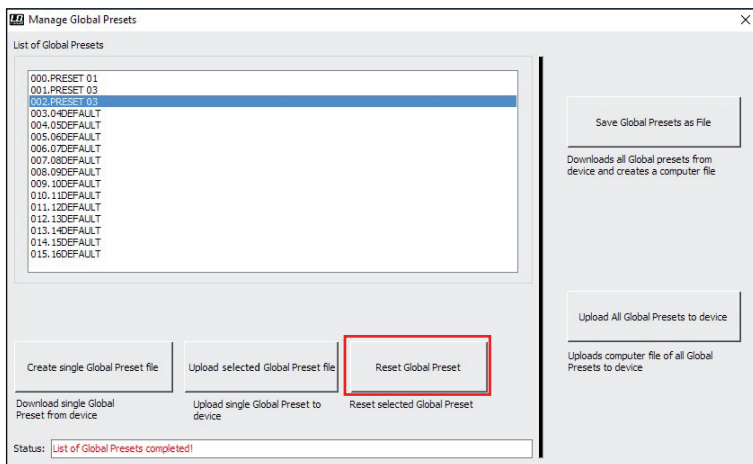 LD Manage Global Presets
List of Global Presets
000.PRESET 01
001.PRESET 03
002.PRESET 03
003.04DEFAULT
004.05DEFAULT
005.06DEFAULT
006.07DEFAULT
007.08DEFAULT
008.09DEFAULT
009.10DEFAULT
010.11DEFAULT
011.12DEFAULT
012.13DEFAULT
013.14DEFAULT
014.15DEFAULT
015.16DEFAULT
Save Global Presets as File
Downloads all Global presets from
device and creates a computer file
Upload All Global Presets to device
Uploads computer file of all Global
Presets to device
Create single Global Preset file
Download single Global
Preset from device
Upload selected Global Preset file
Upload single Global Preset to
device
Reset Global Preset
Reset selected Global Preset
Status: List of Global Presets completed!